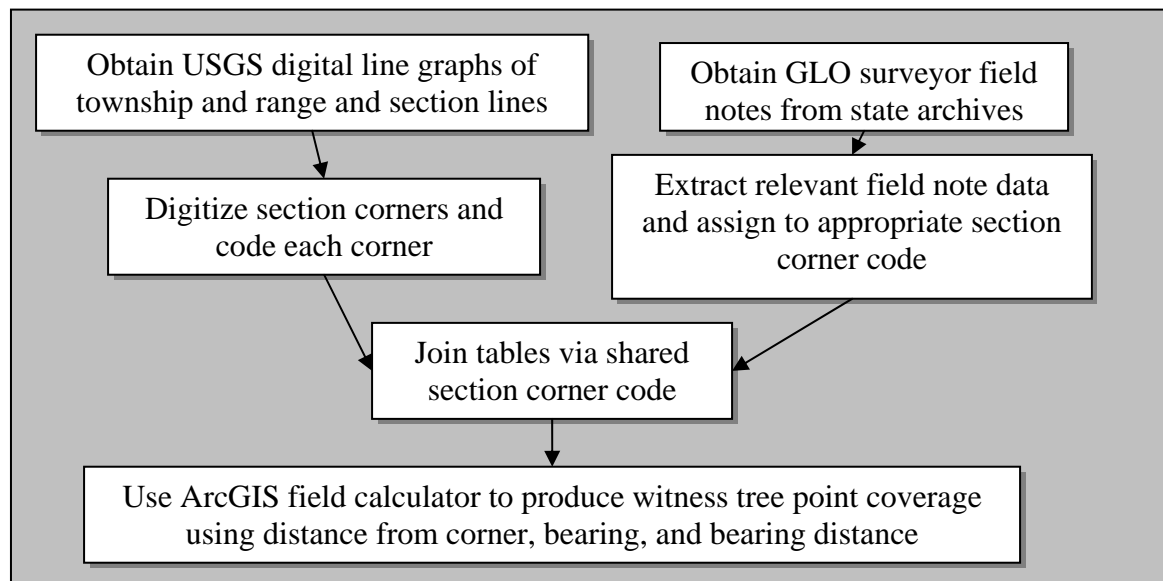 Obtain USGS digital line graphs of
township and range and section lines
Obtain GLO surveyor field
notes from state archives
Digitize section corners and
code each corner
Extract relevant field note data
and assign to appropriate section
corner code
Join tables via shared
section corner code
Use ArcGIS field calculator to produce witness tree point coverage
using distance from corner, bearing, and bearing distance